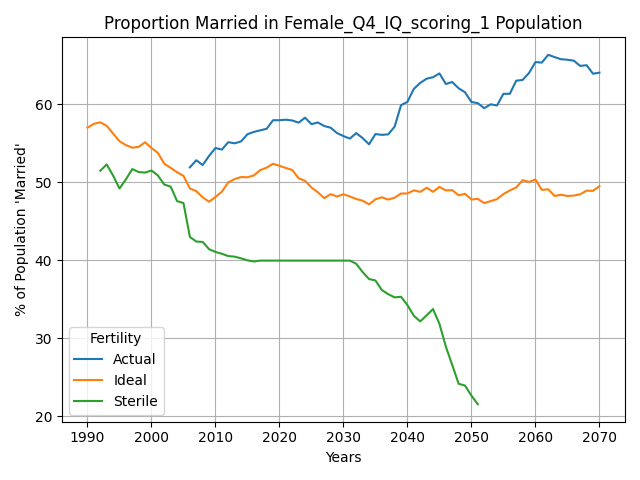 Proportion Married in Female_Q4_IQ_scoring_1 Population
% of Population 'Married'
60
50
40
30
20
Fertility
Actual
Ideal
Sterile
1990 2000 2010 2020 2030 2040 2050 2060 2070
Years